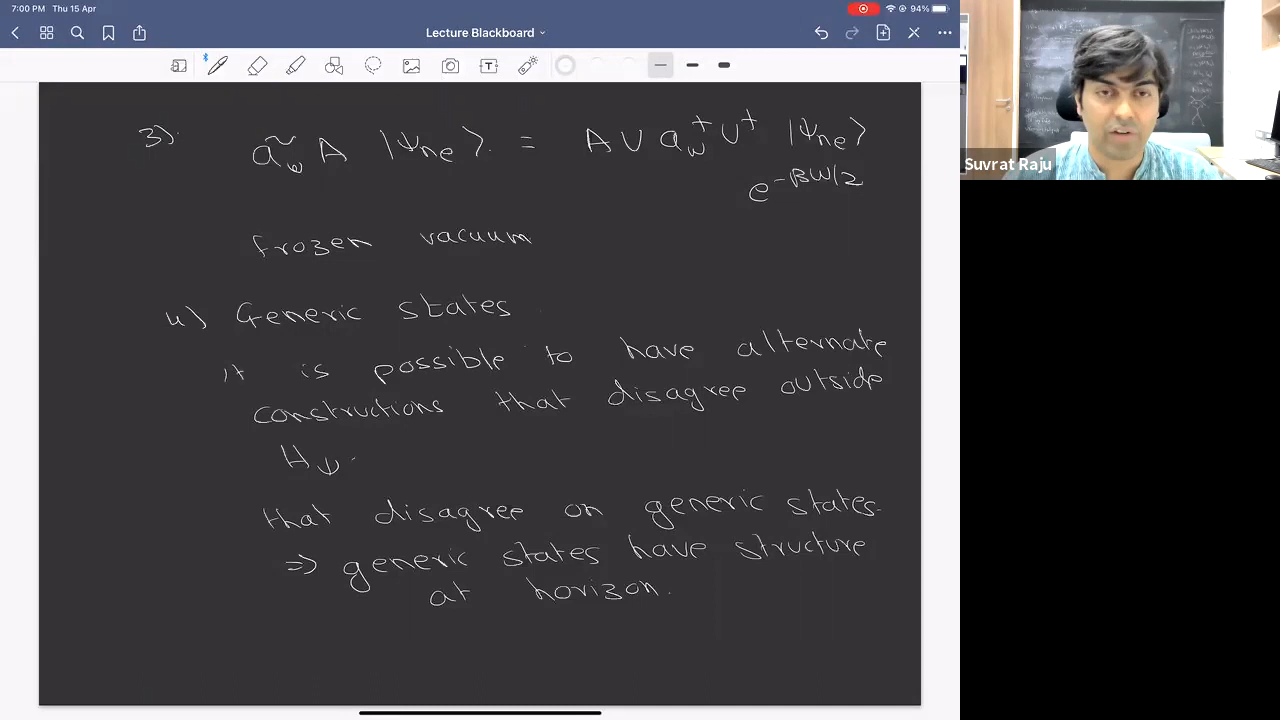 7:00 PM Thu 15 Apr
94%
Lecture Blackboard
3)
ã_ω A |Ψ_ne⟩. = A U a_ω^† U^† |Ψ_ne⟩
e^{-βω/2}
frozen vacuum
4) Generic states.
It is possible to have alternate
constructions that disagree outside
H_ψ.
that disagree on generic states.
⇒ generic states have structure
at horizon.
Suvrat Raju